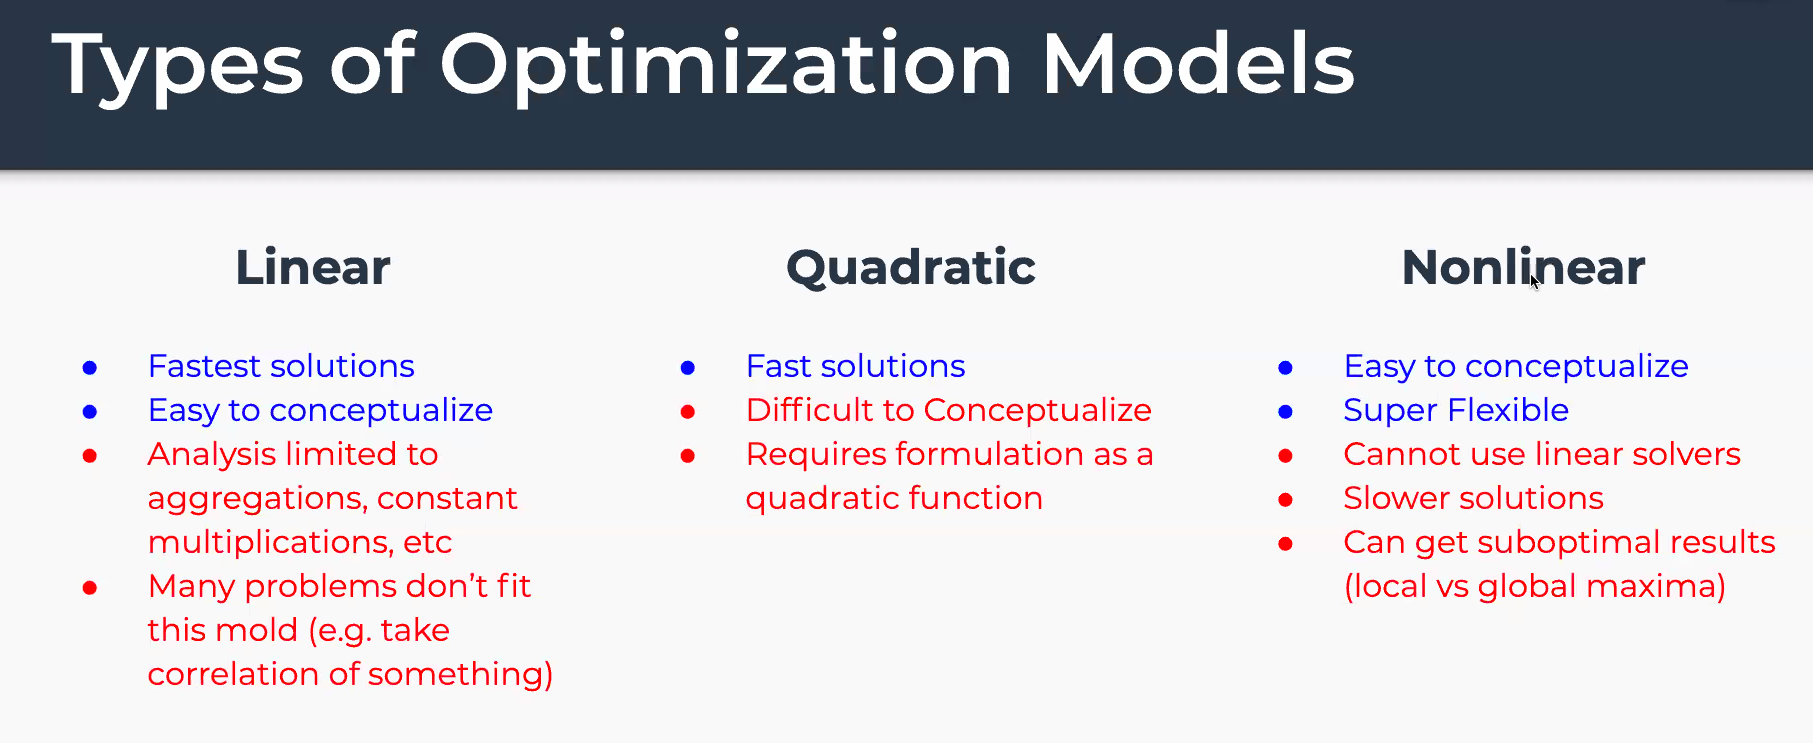 Types of Optimization Models
Linear
● Fastest solutions
● Easy to conceptualize
● Analysis limited to
aggregations, constant
multiplications, etc
● Many problems don’t fit
this mold (e.g. take
correlation of something)
Quadratic
● Fast solutions
● Difficult to Conceptualize
● Requires formulation as a
quadratic function
Nonlinear
● Easy to conceptualize
● Super Flexible
● Cannot use linear solvers
● Slower solutions
● Can get suboptimal results
(local vs global maxima)